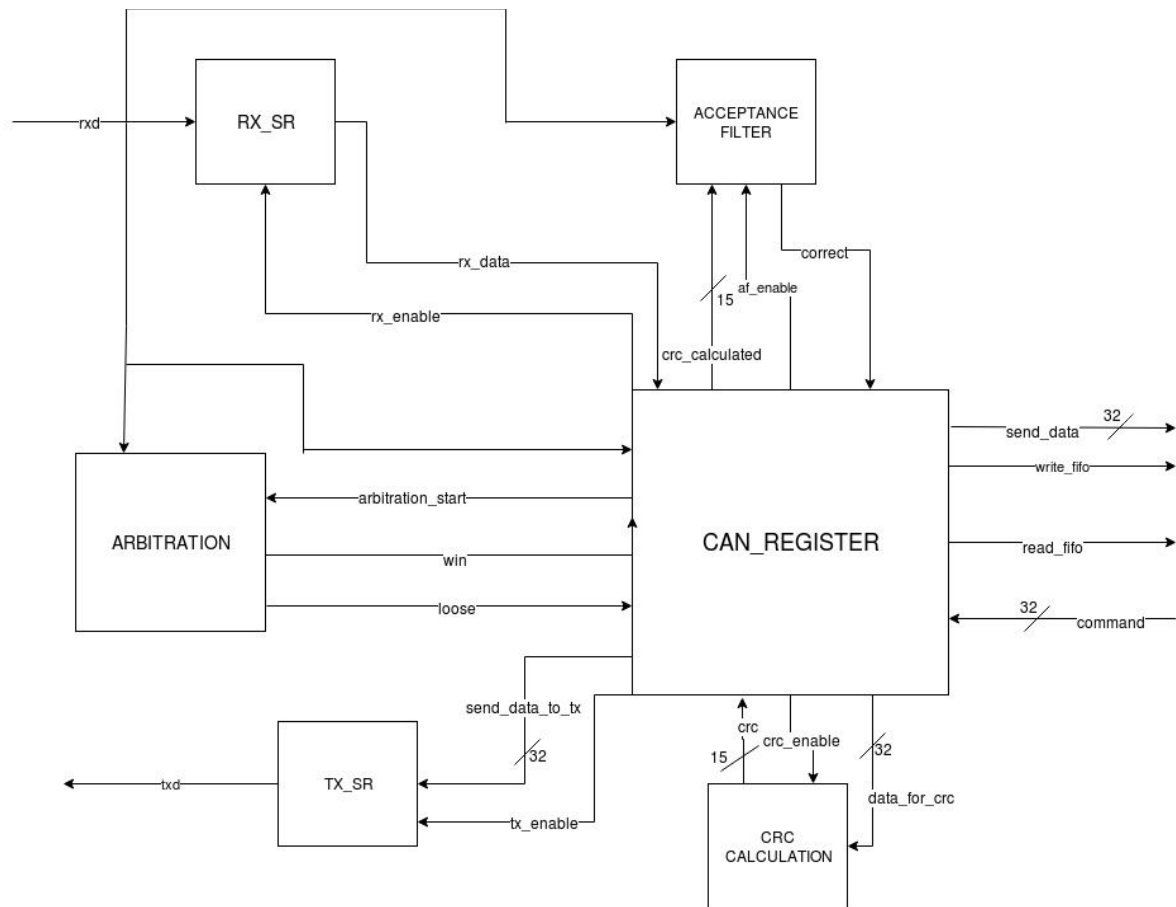 ACCEPTANCE
FILTER
rxd
RX_SR
correct
rx_data
af_enable
15
rx_enable
crc_calculated
32
send_data
write_fifo
arbitration_start
ARBITRATION
CAN_REGISTER
read_fifo
win
loose
32
command
send_data_to_tx
crc
crc_enable
32
15
32
txd
TX_SR
data_for_crc
tx_enable
CRC
CALCULATION